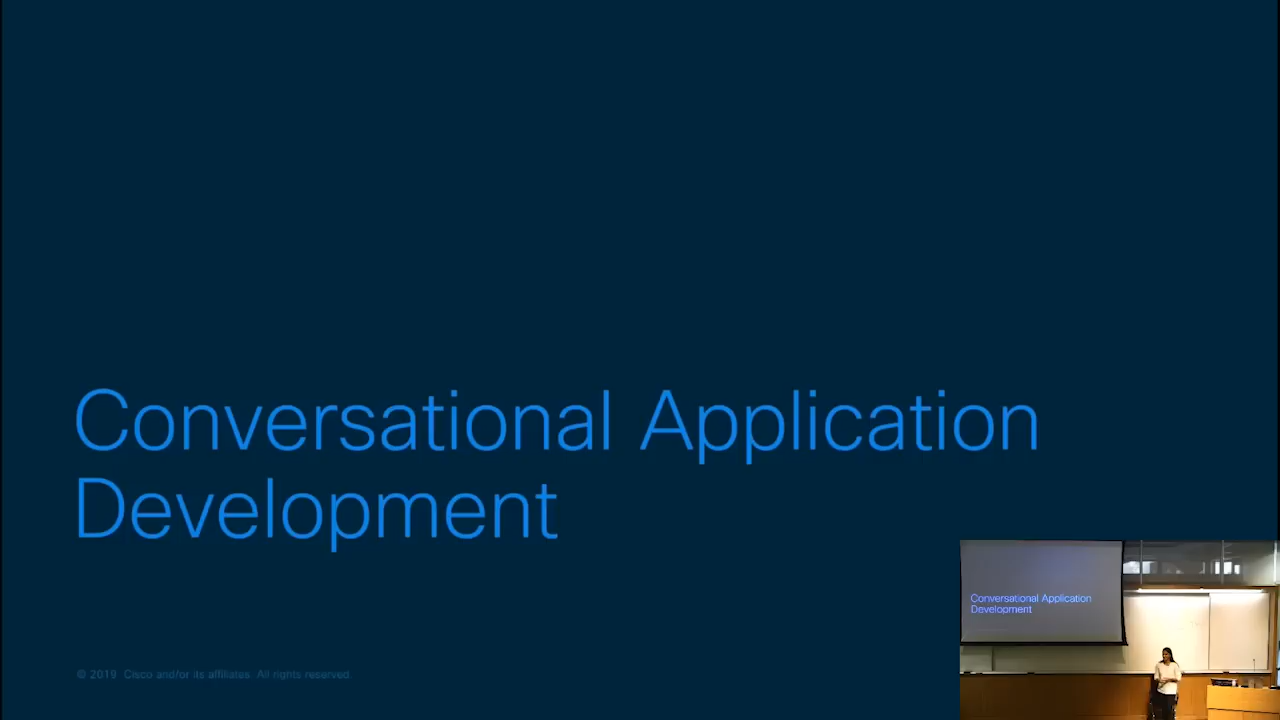 Conversational Application
Development
© 2019 Cisco and/or its affiliates. All rights reserved.
Conversational Application
Development